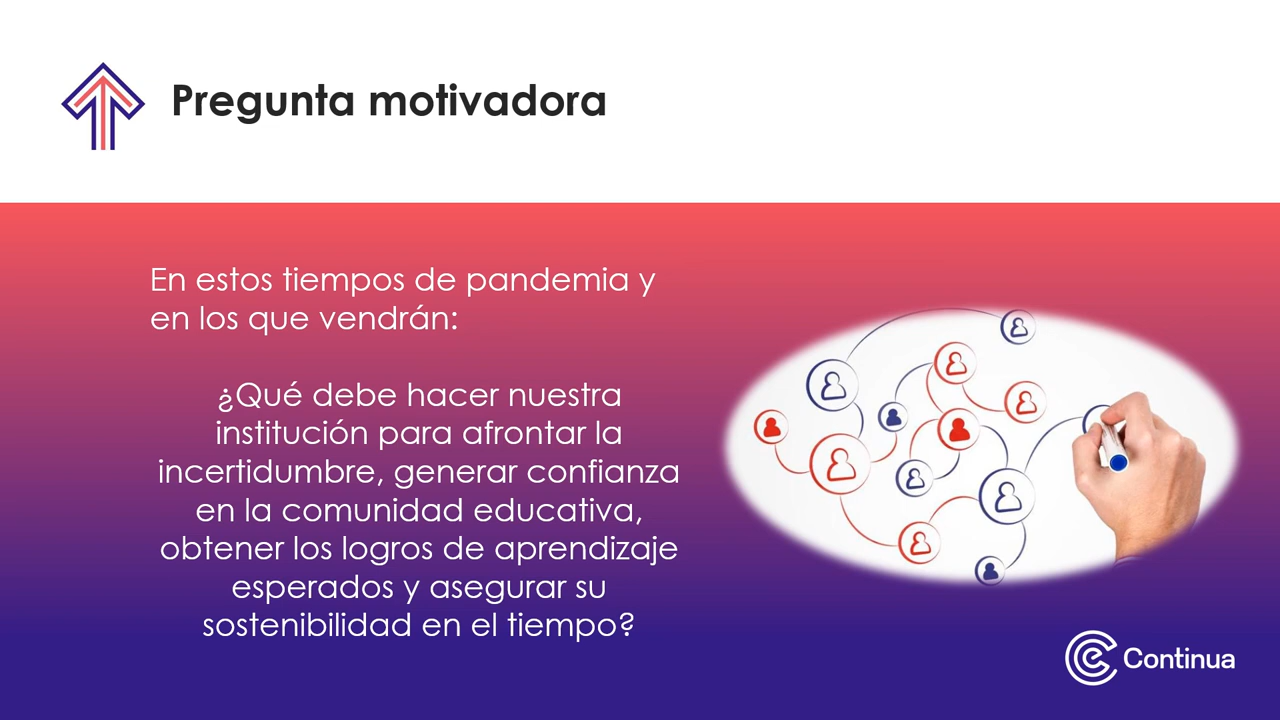 Pregunta motivadora
En estos tiempos de pandemia y
en los que vendrán:
¿Qué debe hacer nuestra
institución para afrontar la
incertidumbre, generar confianza
en la comunidad educativa,
obtener los logros de aprendizaje
esperados y asegurar su
sostenibilidad en el tiempo?
Continua